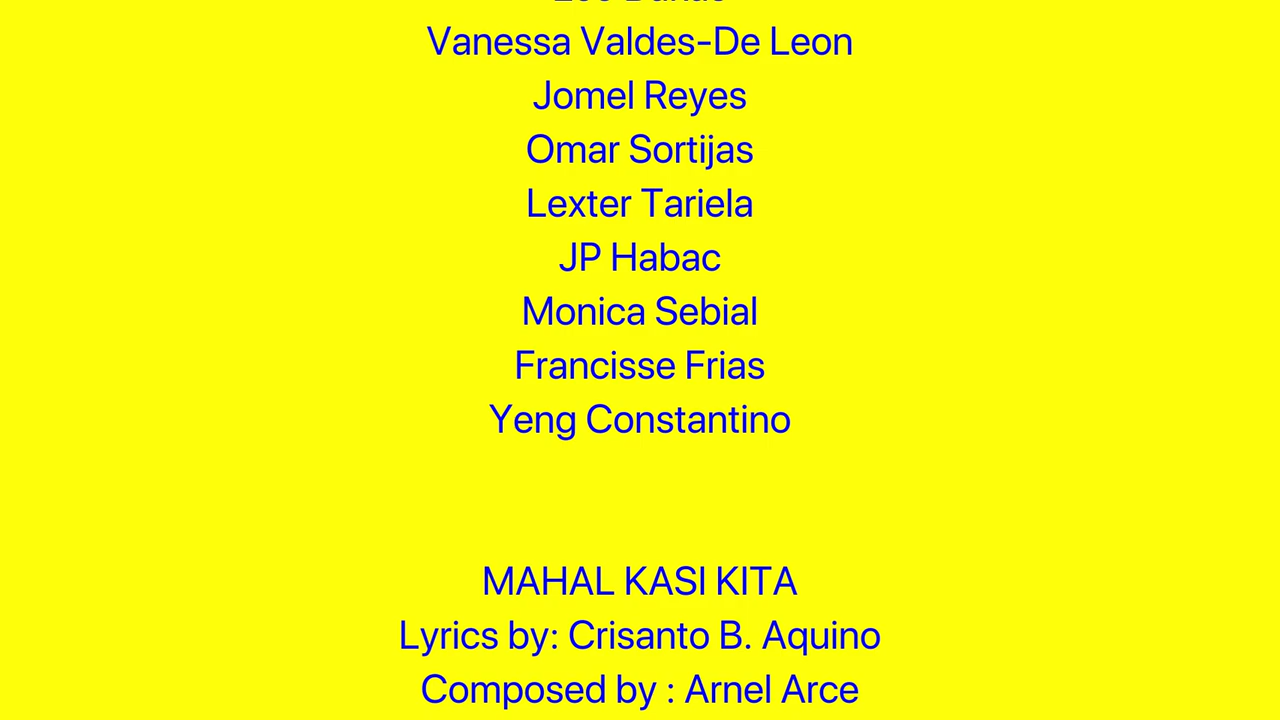 Vanessa Valdes-De Leon
Jomel Reyes
Omar Sortijas
Lexter Tariela
JP Habac
Monica Sebial
Francisse Frias
Yeng Constantino
MAHAL KASI KITA
Lyrics by: Crisanto B. Aquino
Composed by : Arnel Arce